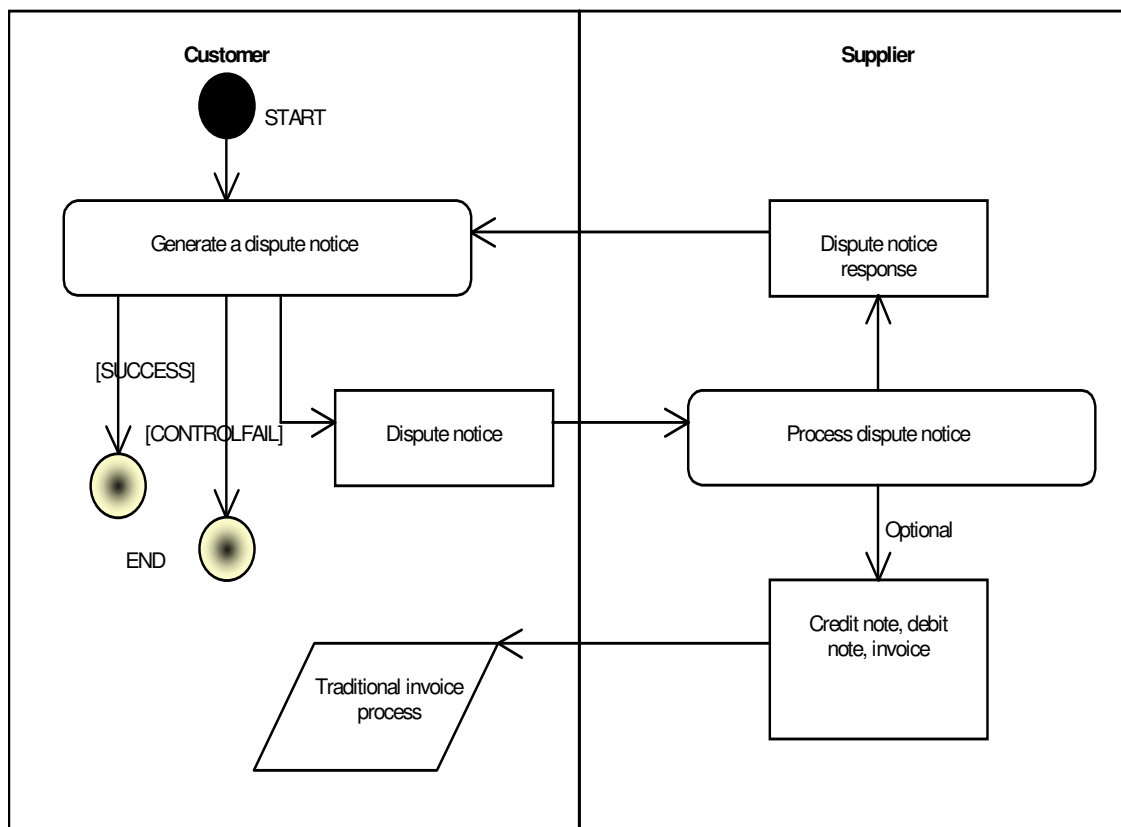 Customer
Supplier
START
Generate a dispute notice
Dispute notice
response
[SUCCESS]
[CONTROLFAIL]
Dispute notice
Process dispute notice
Optional
END
Credit note, debit
note, invoice
Traditional invoice
process